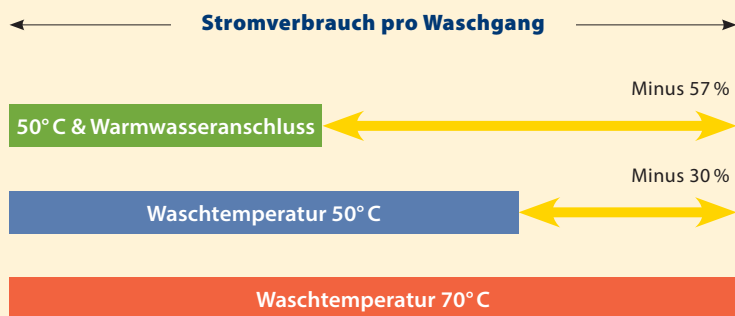 Stromverbrauch pro Waschgang
Minus 57 %
50° C & Warmwasseranschluss
Minus 30 %
Waschtemperatur 50° C
Waschtemperatur 70° C